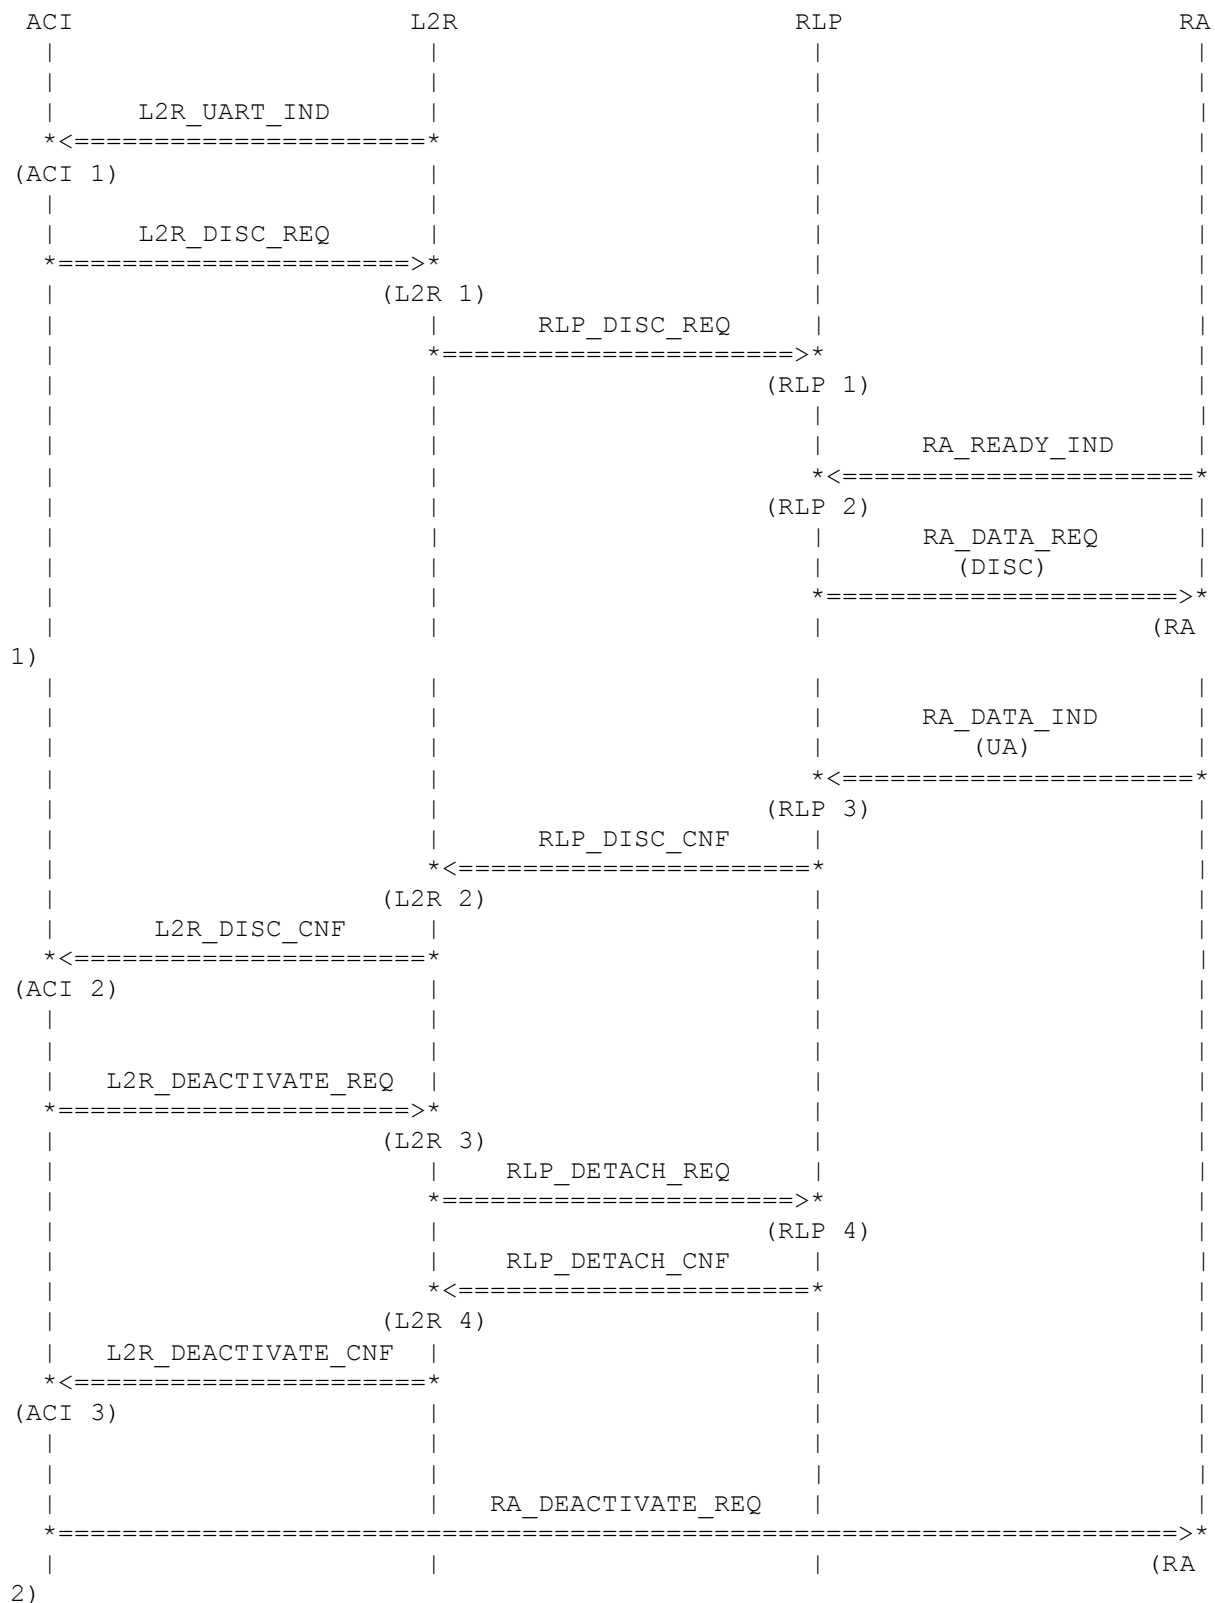 ACI L2R RLP RA
| | | |
| | | |
| L2R_UART_IND | | |
*<======================* | |
(ACI 1) | | |
| | | |
| L2R_DISC_REQ | | |
*======================>* | |
| (L2R 1) | |
| | RLP_DISC_REQ | |
| *======================>* |
| | (RLP 1) |
| | | |
| | | RA_READY_IND |
| | *<======================*
| | (RLP 2) |
| | | RA_DATA_REQ |
| | | (DISC) |
| | *======================>*
| | | (RA
1)
| | | |
| | | RA_DATA_IND |
| | | (UA) |
| | *<======================*
| | (RLP 3) |
| | RLP_DISC_CNF | |
| *<======================* |
| (L2R 2) | |
| L2R_DISC_CNF | | |
*<======================* | |
(ACI 2) | | |
| | | |
| | | |
| L2R_DEACTIVATE_REQ | | |
*======================>* | |
| (L2R 3) | |
| | RLP_DETACH_REQ | |
| *======================>* |
| | (RLP 4) |
| | RLP_DETACH_CNF | |
| *<======================* |
| (L2R 4) | |
| L2R_DEACTIVATE_CNF | | |
*<======================* | |
(ACI 3) | | |
| | | |
| | | |
| | RA_DEACTIVATE_REQ | |
*======================================================================>*
| | | (RA
2)